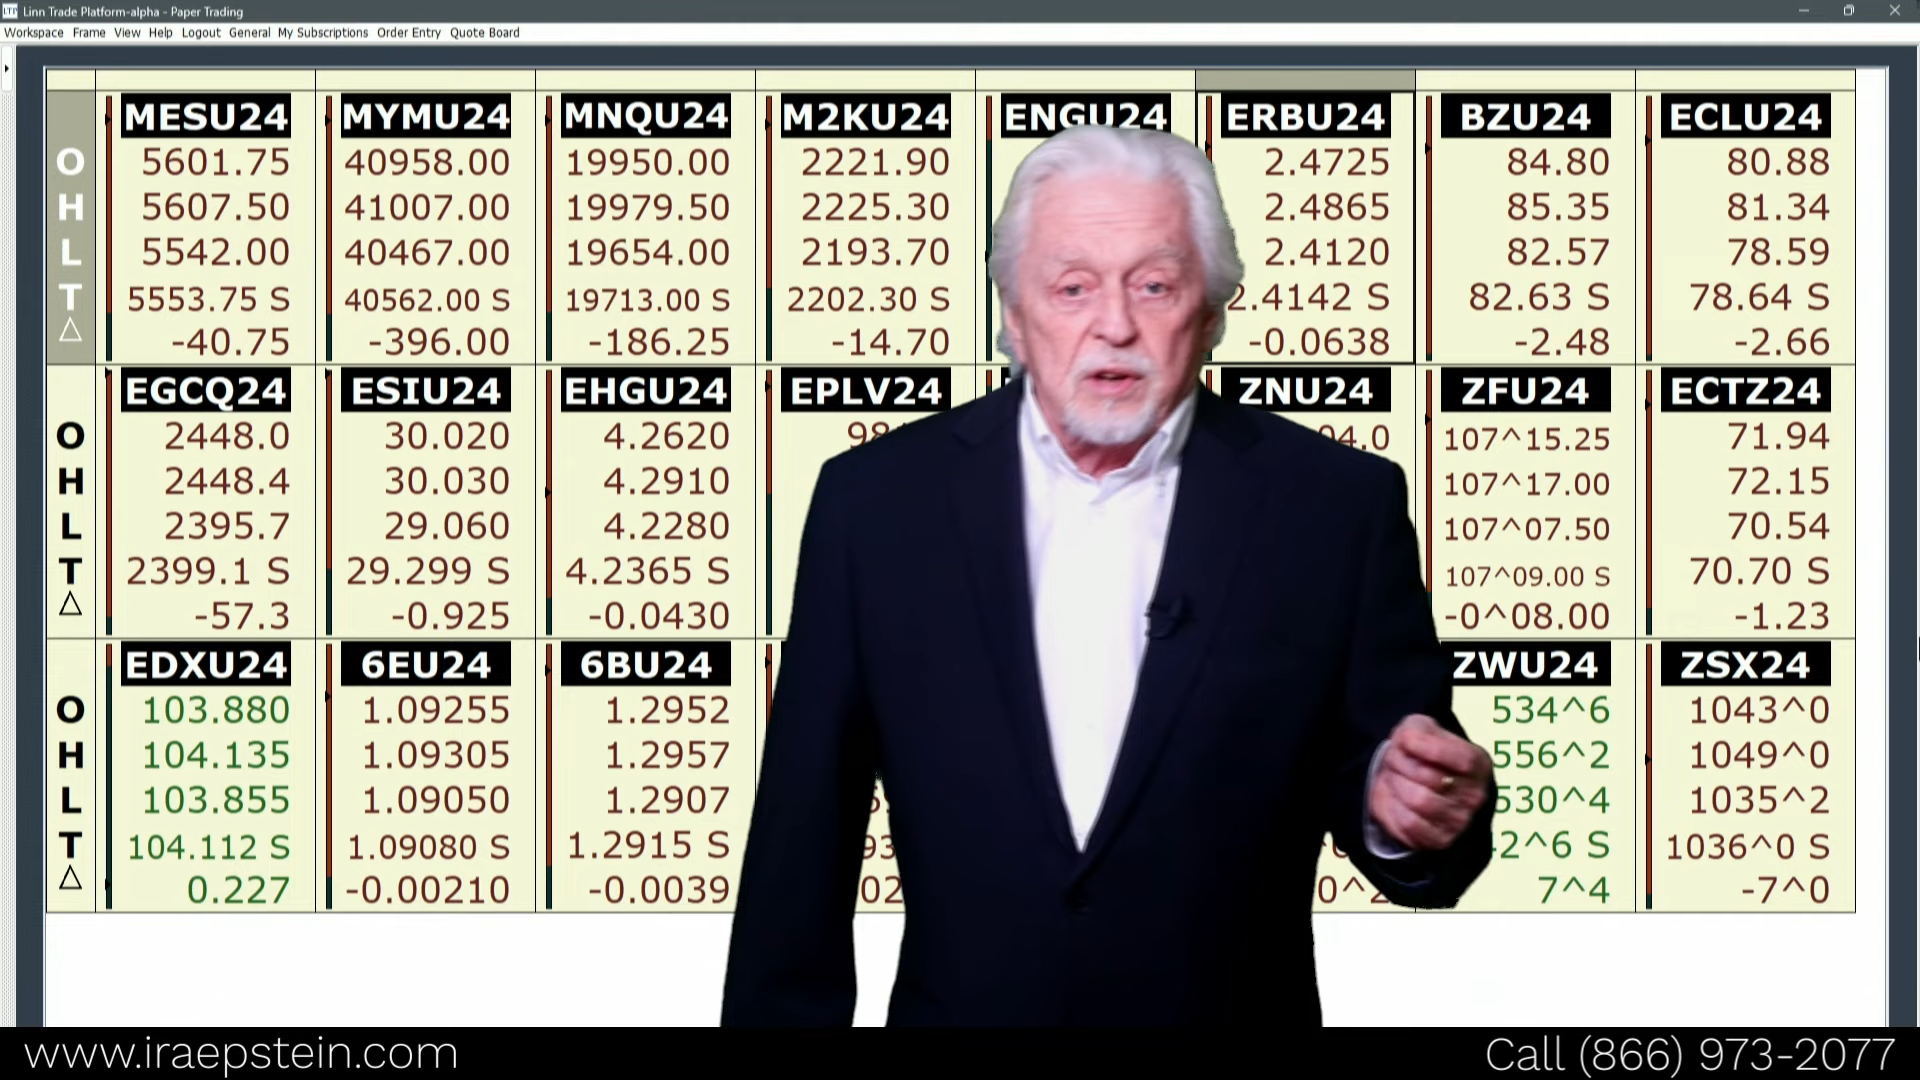 Linn Trade Platform-alpha - Paper Trading
Workspace Frame View Help Logout General My Subscriptions Order Entry Quote Board
MESU24 MYMU24 MNQU24 M2KU24 ENGU24 ERBU24 BZU24 ECLU24
O 5601.75 40958.00 19950.00 2221.90 2.4725 84.80 80.88
H 5607.50 41007.00 19979.50 2225.30 2.4865 85.35 81.34
L 5542.00 40467.00 19654.00 2193.70 2.4120 82.57 78.59
T 5553.75 S 40562.00 S 19713.00 S 2202.30 S 2.4142 S 82.63 S 78.64 S
△ -40.75 -396.00 -186.25 -14.70 -0.0638 -2.48 -2.66
EGCQ24 ESIU24 EHGU24 EPLV24 ZNU24 ZFU24 ECTZ24
O 2448.0 30.020 4.2620 107^15.25 71.94
H 2448.4 30.030 4.2910 107^17.00 72.15
L 2395.7 29.060 4.2280 107^07.50 70.54
T 2399.1 S 29.299 S 4.2365 S 107^09.00 S 70.70 S
△ -57.3 -0.925 -0.0430 -0^08.00 -1.23
EDXU24 6EU24 6BU24 ZWU24 ZSX24
O 103.880 1.09255 1.2952 534^6 1043^0
H 104.135 1.09305 1.2957 556^2 1049^0
L 103.855 1.09050 1.2907 530^4 1035^2
T 104.112 S 1.09080 S 1.2915 S 2^6 S 1036^0 S
△ 0.227 -0.00210 -0.0039 7^4 -7^0
www.iraepstein.com Call (866) 973-2077